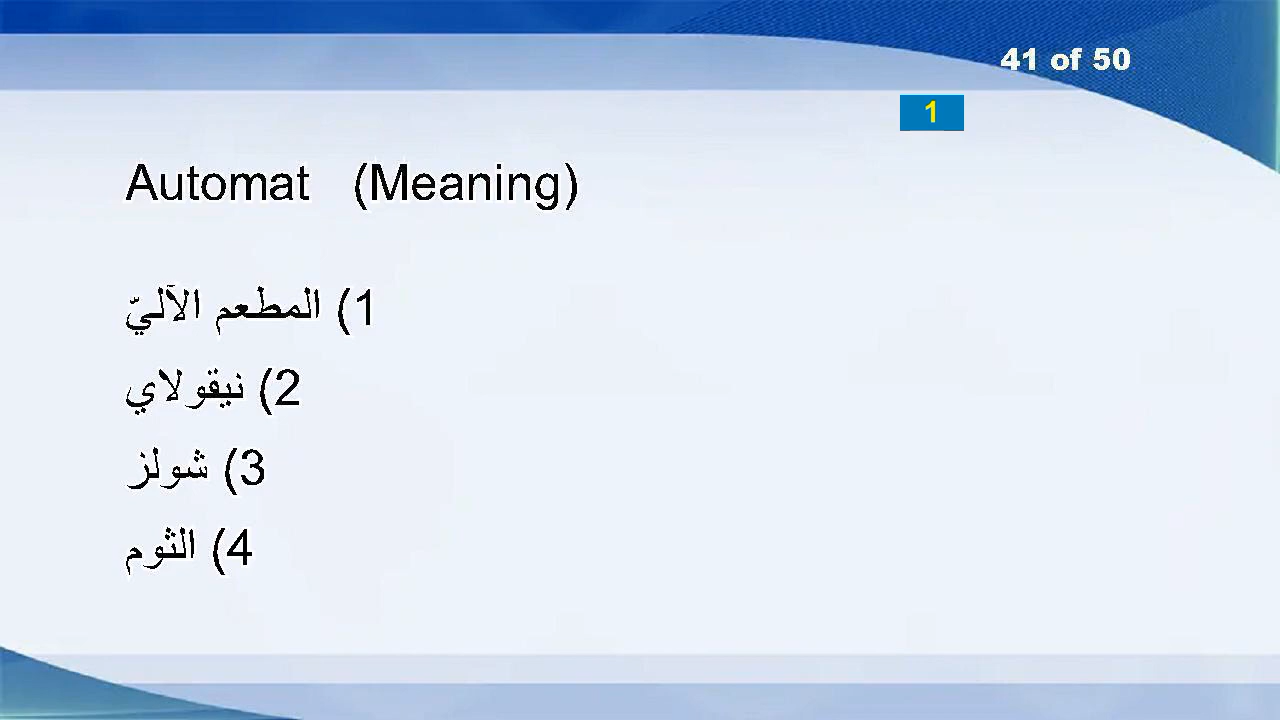 41 of 50
1
Automat (Meaning)
1) المطعم الآليّ
2) نيقولاي
3) شولز
4) الثوم